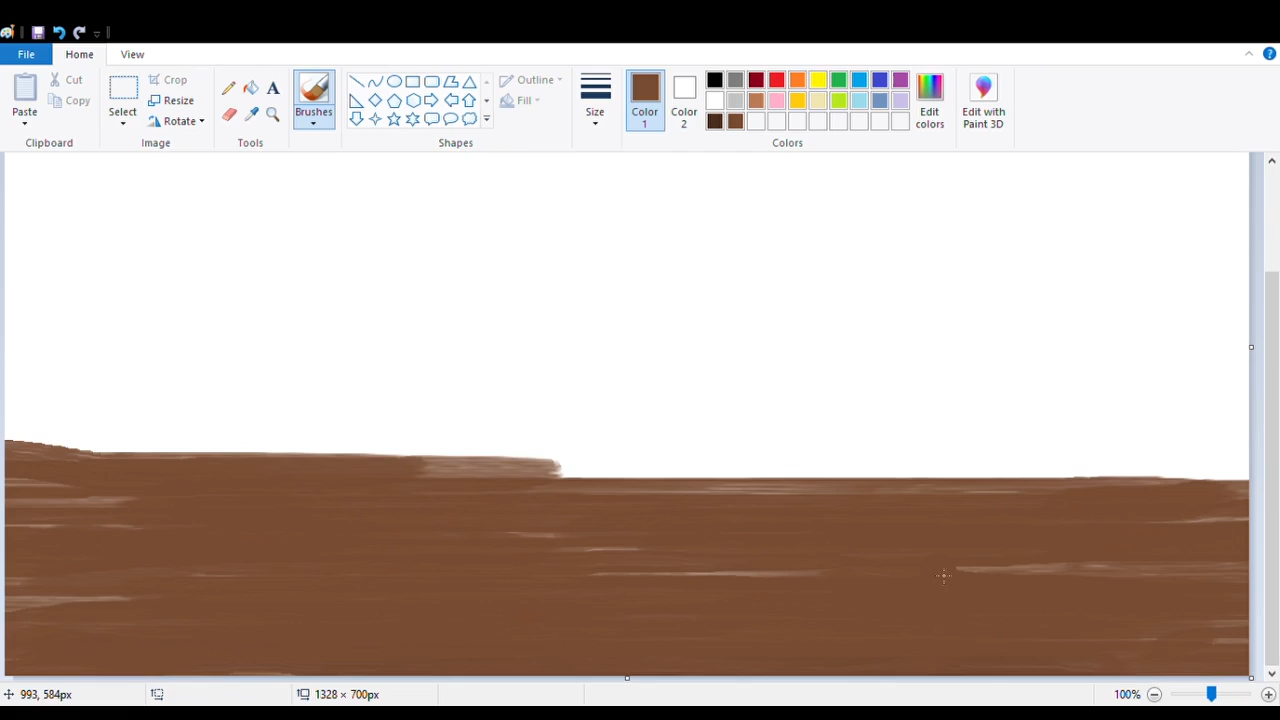 File Home View
Paste
Cut
Copy
Clipboard
Select
Crop
Resize
Rotate
Image
A
Tools
Brushes
Outline
Fill
Shapes
Size
Color 1
Color 2
Edit colors
Colors
Edit with Paint 3D
?
993, 584px 1328 × 700px 100%